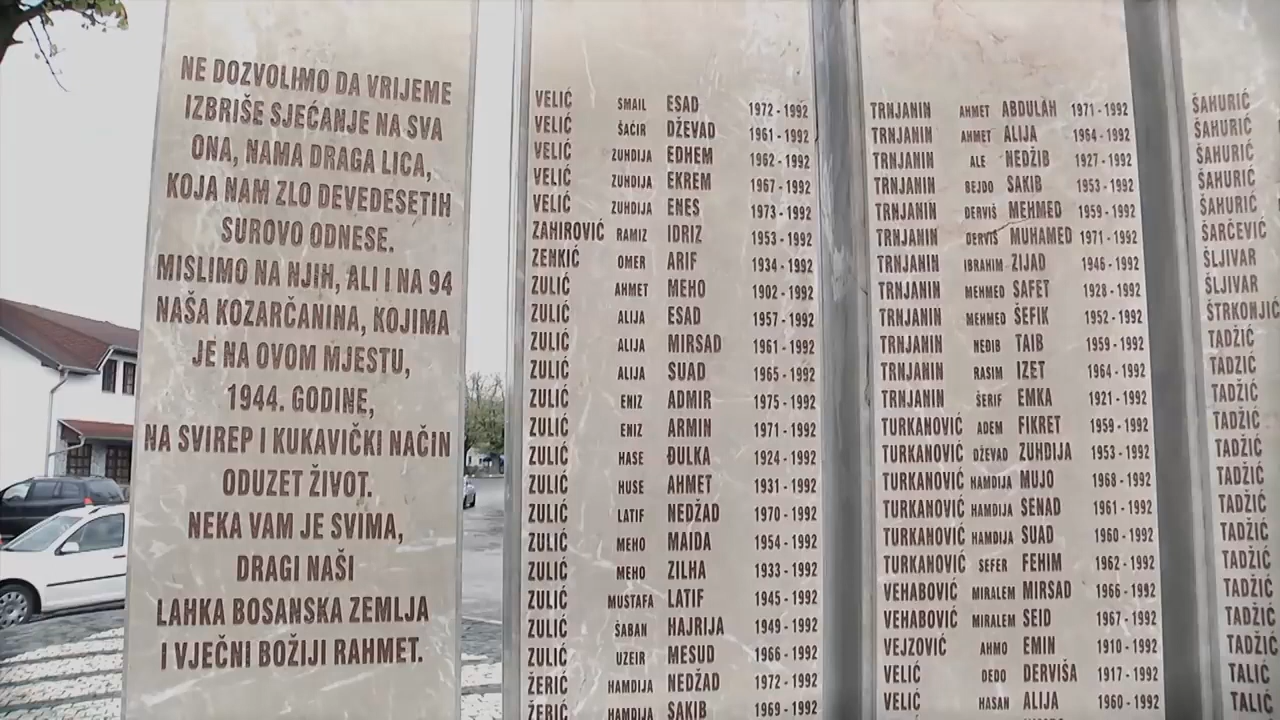 NE DOZVOLIMO DA VRIJEME
IZBRIŠE SJEĆANJE NA SVA
ONA, NAMA DRAGA LICA,
KOJA NAM ZLO DEVEDESETIH
SUROVO ODNESE.
MISLIMO NA NJIH, ALI I NA 94
NAŠA KOZARČANINA, KOJIMA
JE NA OVOM MJESTU,
1944. GODINE,
NA SVIREP I KUKAVIČKI NAČIN
ODUZET ŽIVOT.
NEKA VAM JE SVIMA,
DRAGI NAŠI
LAHKA BOSANSKA ZEMLJA
I VJEČNI BOŽIJI RAHMET.
VELIĆ SMAIL ESAD 1972 - 1992
VELIĆ ŠAĆIR DŽEVAD 1961 - 1992
VELIĆ ZUHDIJA EDHEM 1962 - 1992
VELIĆ ZUHDIJA EKREM 1967 - 1992
VELIĆ ZUHDIJA ENES 1973 - 1992
ZAHIROVIĆ RAMIZ IDRIZ 1953 - 1992
ZENKIĆ OMER ARIF 1934 - 1992
ZULIĆ AHMET MEHO 1902 - 1992
ZULIĆ ALIJA ESAD 1957 - 1992
ZULIĆ ALIJA MIRSAD 1961 - 1992
ZULIĆ ALIJA SUAD 1965 - 1992
ZULIĆ ENIZ ADMIR 1975 - 1992
ZULIĆ ENIZ ARMIN 1971 - 1992
ZULIĆ HASE ĐULKA 1924 - 1992
ZULIĆ HUSE AHMET 1931 - 1992
ZULIĆ LATIF NEDŽAD 1970 - 1992
ZULIĆ MEHO MAIDA 1954 - 1992
ZULIĆ MEHO ZILHA 1933 - 1992
ZULIĆ MUSTAFA LATIF 1945 - 1992
ZULIĆ ŠABAN HAJRIJA 1949 - 1992
ZULIĆ UZEIR MESUD 1966 - 1992
ŽERIĆ HAMDIJA NEDŽAD 1972 - 1992
ŽERIĆ HAMDIJA SAKIB 1969 - 1992
TRNJANIN AHMET ABDULAH 1971 - 1992
TRNJANIN AHMET ALIJA 1964 - 1992
TRNJANIN ALE NEDŽIB 1927 - 1992
TRNJANIN BEJDO SAKIB 1953 - 1992
TRNJANIN DERVIŠ MEHMED 1959 - 1992
TRNJANIN DERVIŠ MUHAMED 1971 - 1992
TRNJANIN IBRAHIM ZIJAD 1946 - 1992
TRNJANIN MEHMED SAFET 1928 - 1992
TRNJANIN MEHMED ŠEFIK 1952 - 1992
TRNJANIN NEDIB TAIB 1959 - 1992
TRNJANIN RASIM IZET 1964 - 1992
TRNJANIN ŠERIF EMKA 1921 - 1992
TURKANOVIĆ ADEM FIKRET 1959 - 1992
TURKANOVIĆ DŽEVAD ZUHDIJA 1953 - 1992
TURKANOVIĆ HAMDIJA MUJO 1968 - 1992
TURKANOVIĆ HAMDIJA SENAD 1961 - 1992
TURKANOVIĆ HAMDIJA SUAD 1960 - 1992
TURKANOVIĆ SEFER FEHIM 1962 - 1992
VEHABOVIĆ MIRALEM MIRSAD 1966 - 1992
VEHABOVIĆ MIRALEM SEID 1967 - 1992
VEJZOVIĆ AHMO EMIN 1910 - 1992
VELIĆ DEDO DERVIŠA 1917 - 1992
VELIĆ HASAN ALIJA 1960 - 1992
ŠAHURIĆ
ŠAHURIĆ
ŠAHURIĆ
ŠAHURIĆ
ŠAHURIĆ
ŠARČEVIĆ
ŠLJIVAR
ŠLJIVAR
ŠTRKONJIĆ
TADŽIĆ
TADŽIĆ
TADŽIĆ
TADŽIĆ
TADŽIĆ
TADŽIĆ
TADŽIĆ
TADŽIĆ
TADŽIĆ
TADŽIĆ
TADŽIĆ
TADŽIĆ
TALIĆ
TALIĆ